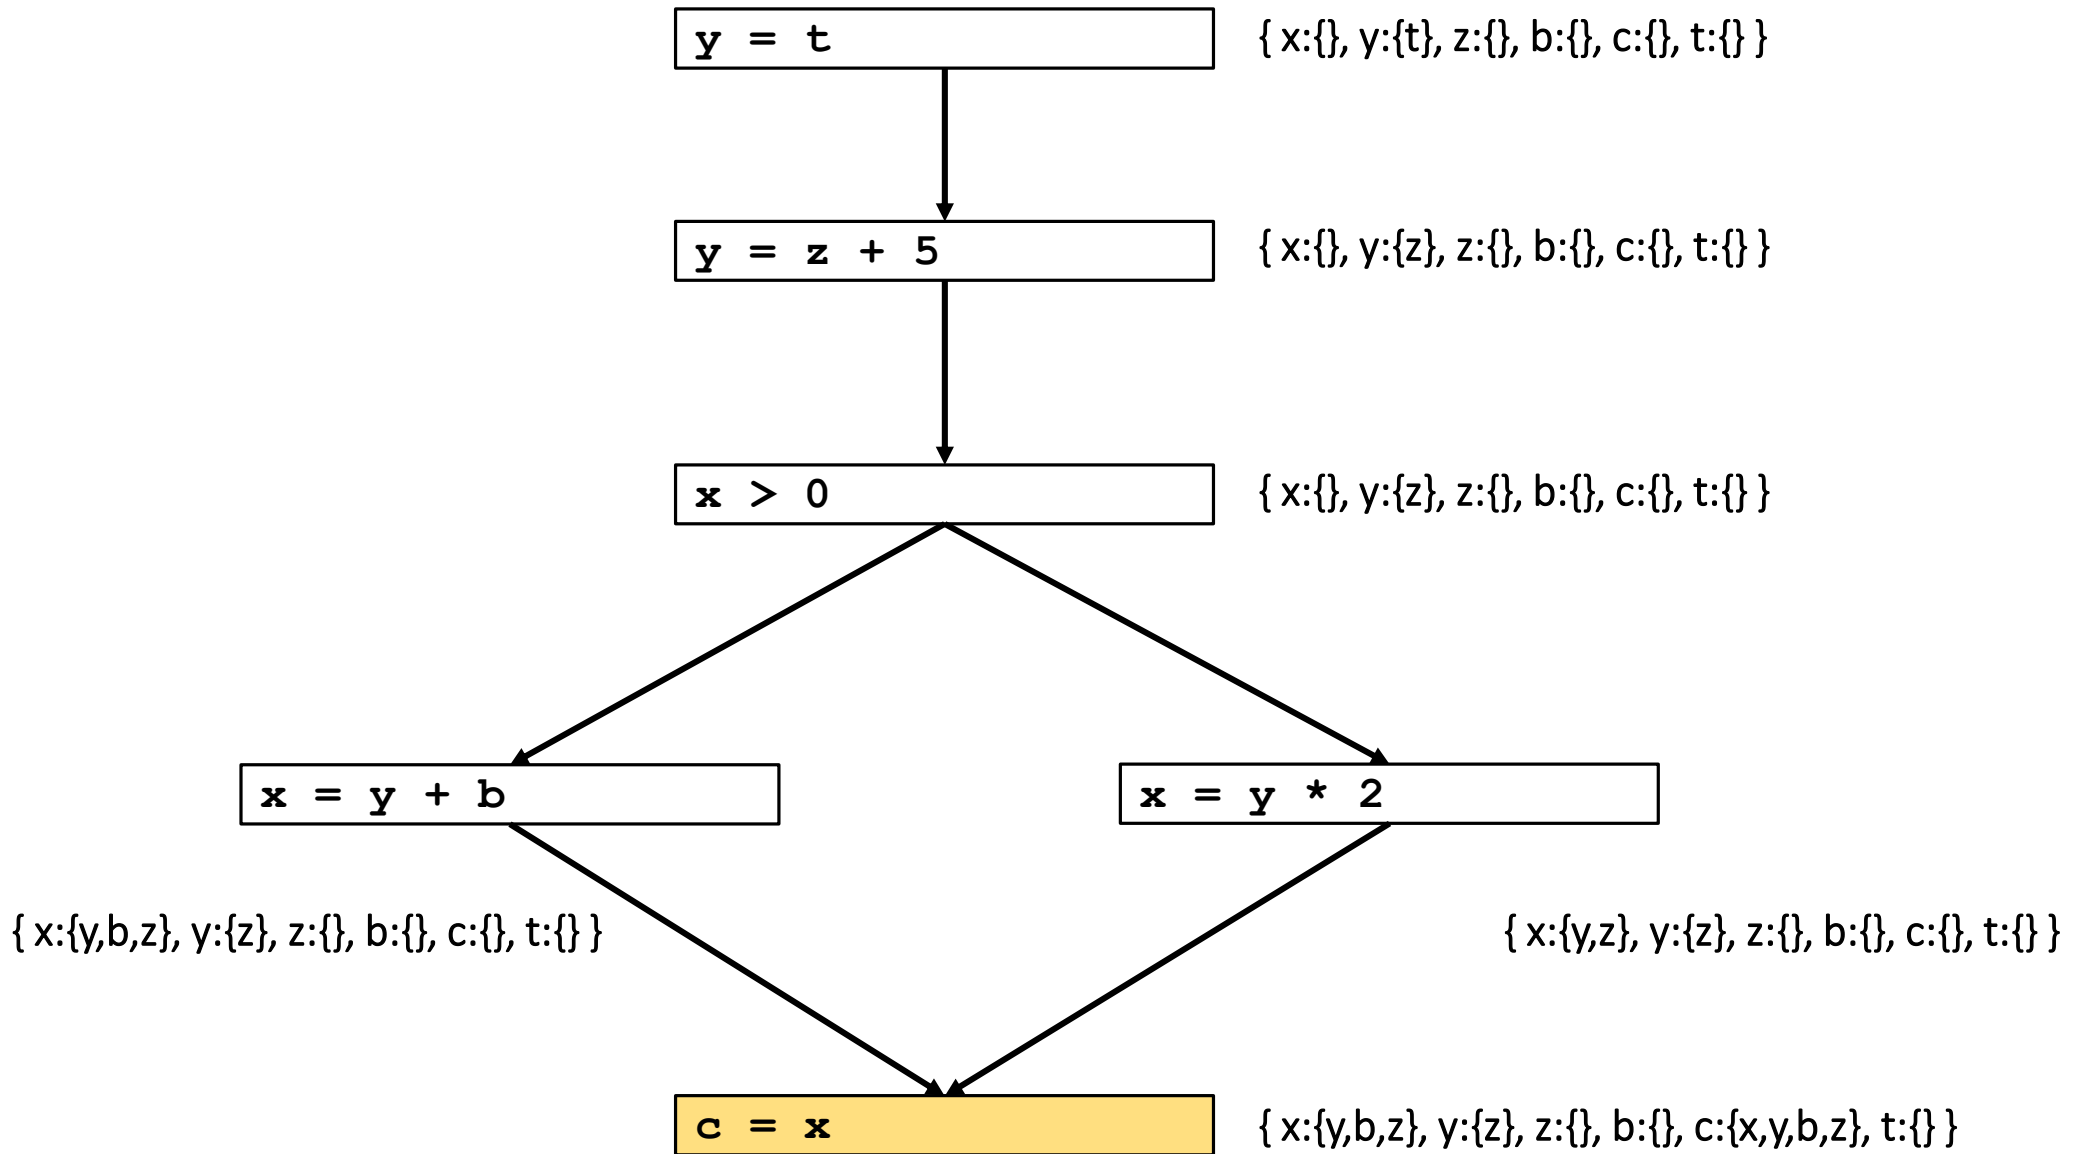 y = t
{ x:{}, y:{t}, z:{}, b:{}, c:{}, t:{} }
y = z + 5
{ x:{}, y:{z}, z:{}, b:{}, c:{}, t:{} }
x > 0
{ x:{}, y:{z}, z:{}, b:{}, c:{}, t:{} }
x = y + b
x = y * 2
{ x:{y,b,z}, y:{z}, z:{}, b:{}, c:{}, t:{} }
{ x:{y,z}, y:{z}, z:{}, b:{}, c:{}, t:{} }
c = x
{ x:{y,b,z}, y:{z}, z:{}, b:{}, c:{x,y,b,z}, t:{} }